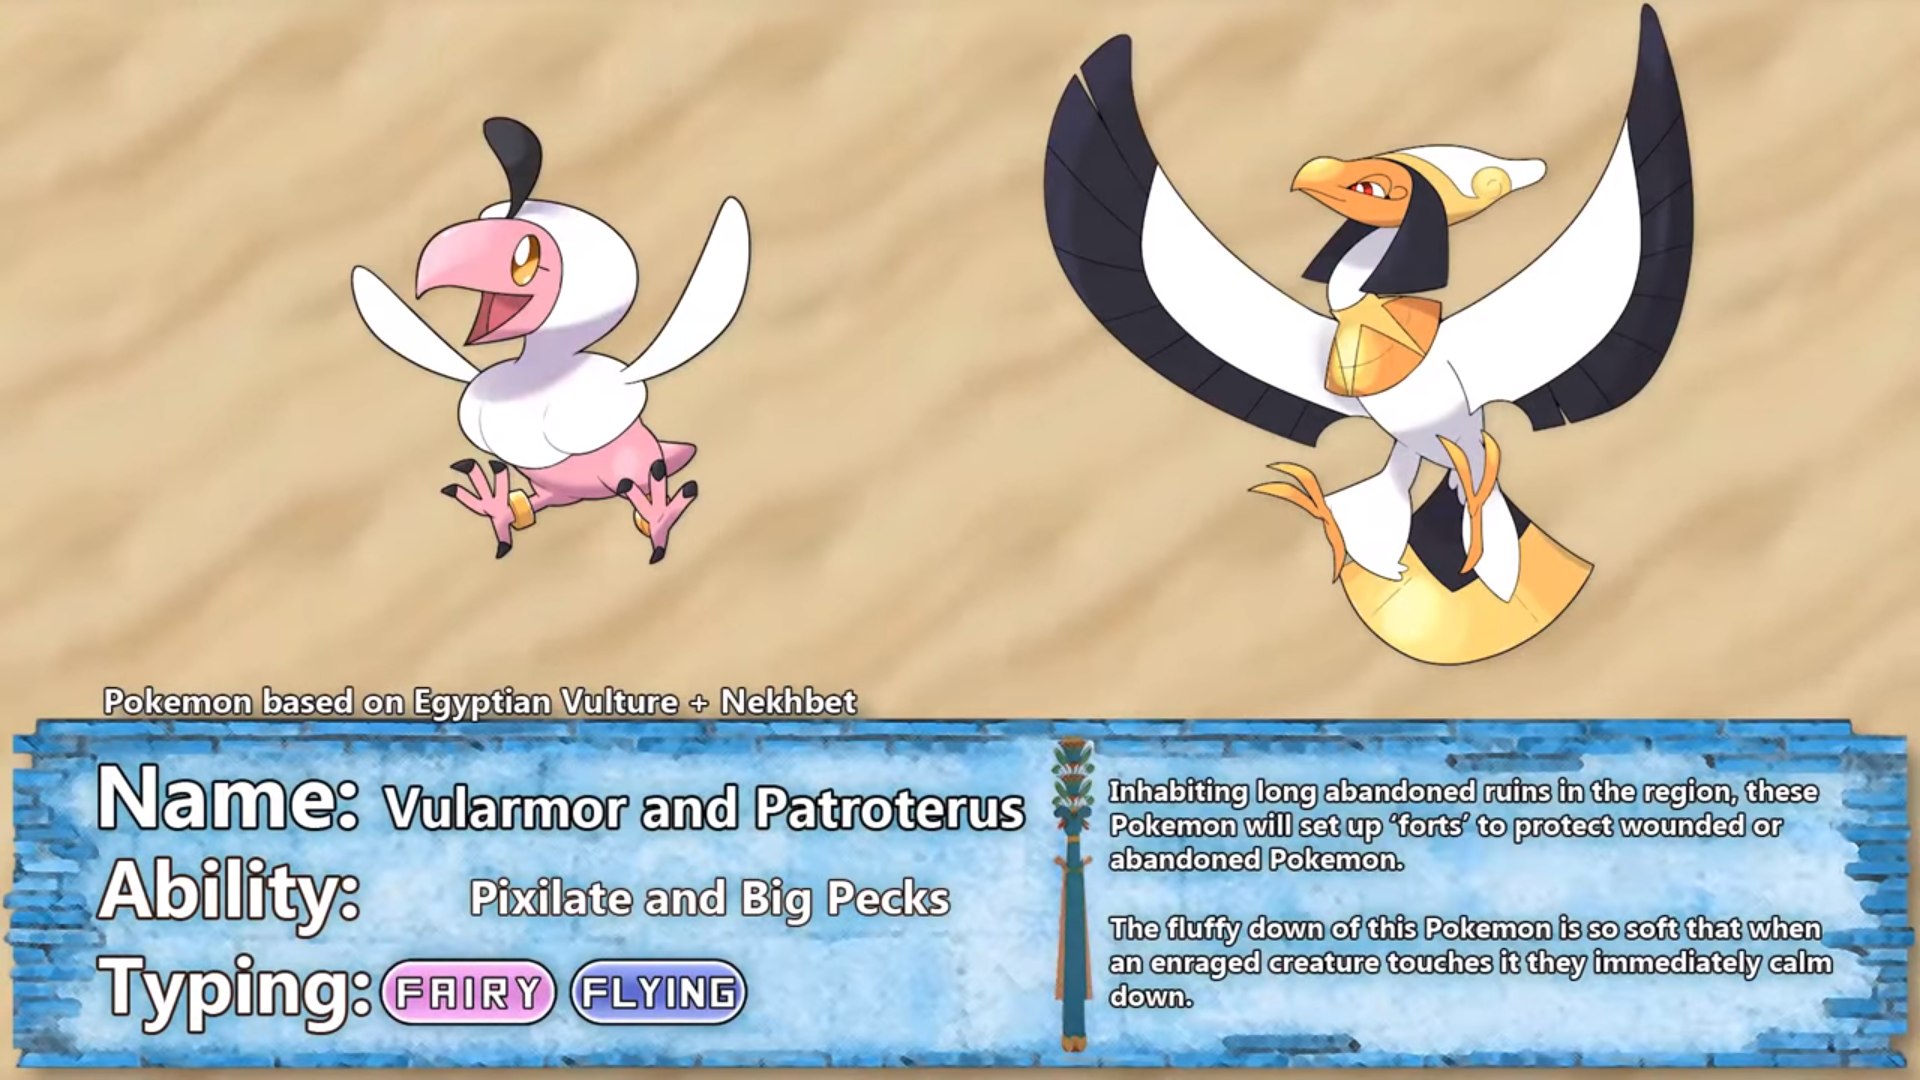 Pokemon based on Egyptian Vulture + Nekhbet
Name: Vularmor and Patroterus
Ability: Pixilate and Big Pecks
Typing: FAIRY FLYING
Inhabiting long abandoned ruins in the region, these
Pokemon will set up ‘forts’ to protect wounded or
abandoned Pokemon.
The fluffy down of this Pokemon is so soft that when
an enraged creature touches it they immediately calm
down.